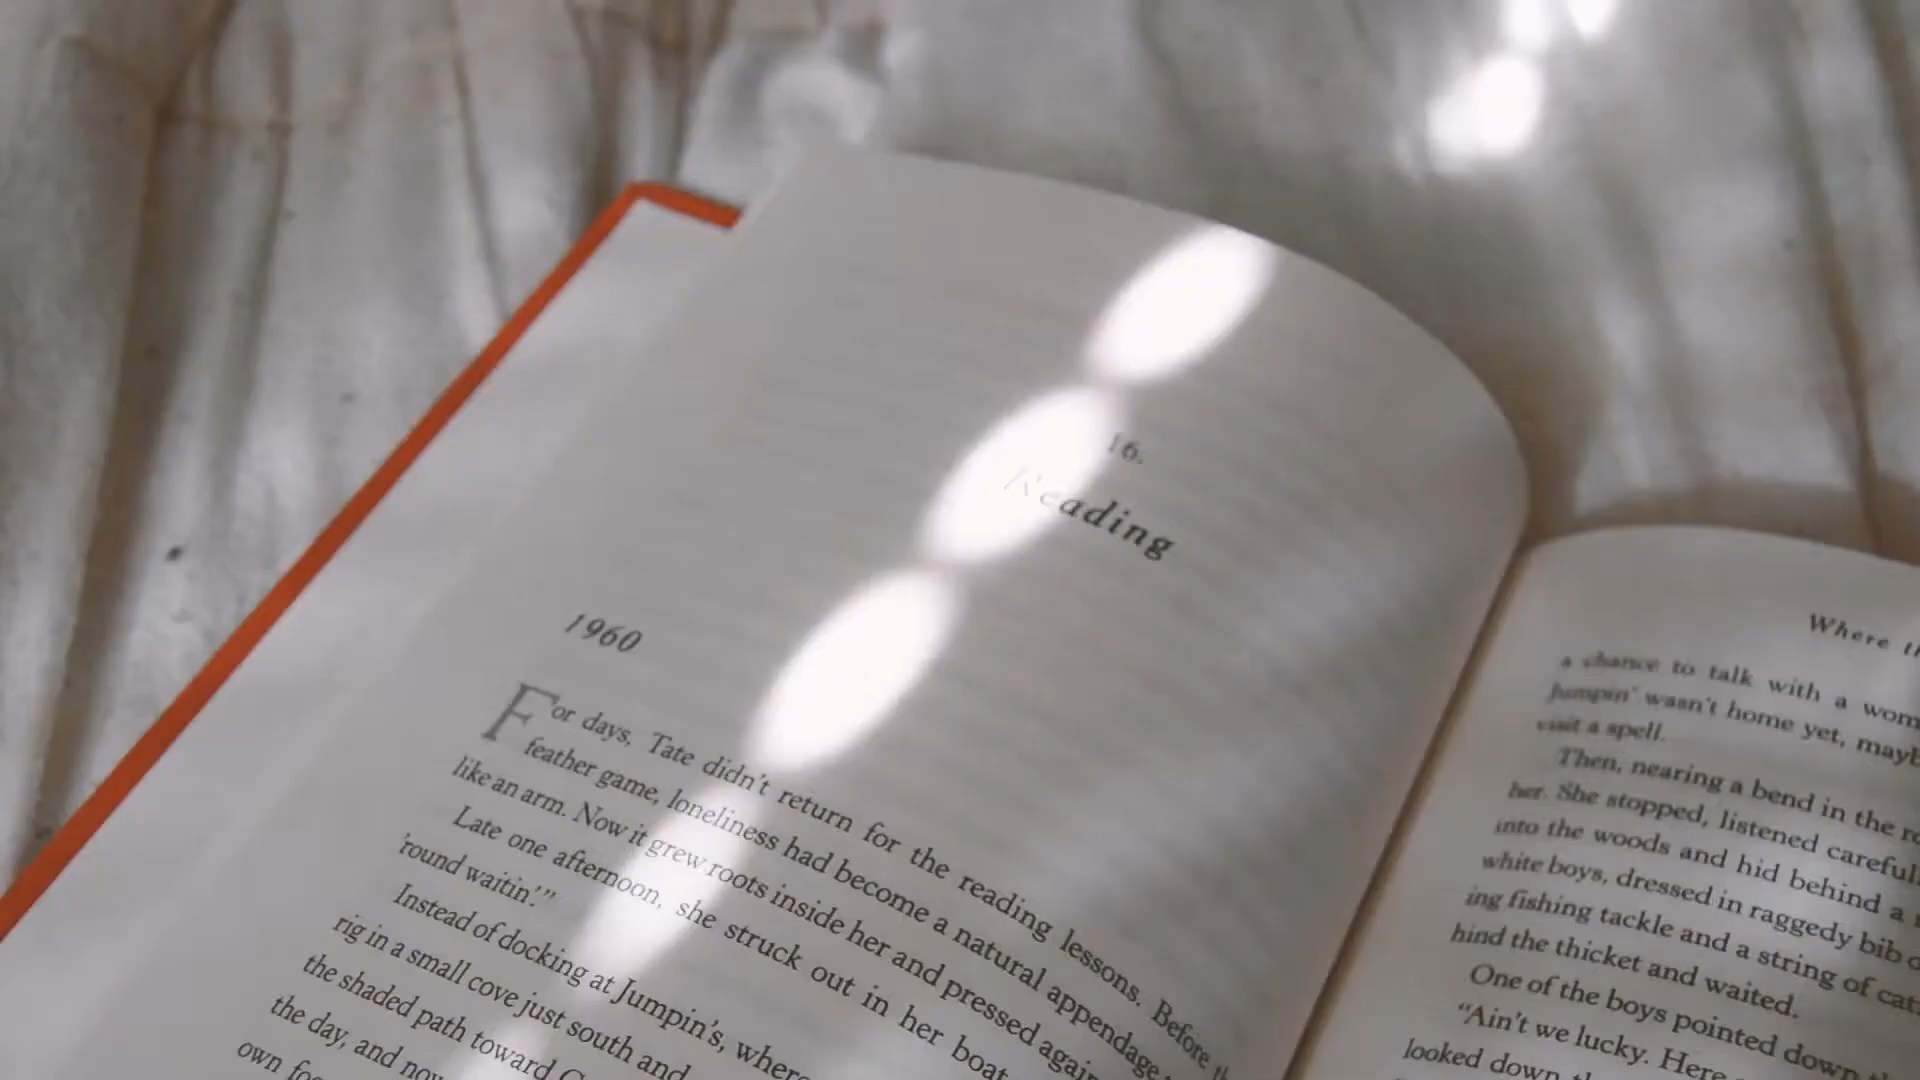 16.
Reading
1960
For days, Tate didn't return for the reading lessons. Before
feather game, loneliness had become a natural appendage
like an arm. Now it grew roots inside her and pressed
Late one afternoon, she struck out in her boat
'round waitin'.'"
Instead of docking at Jumpin's,
rig in a small cove just south and
the shaded path toward
the day, and
own
Where
a chance to talk with a
Jumpin' wasn't home yet,
visit a spell.
Then, nearing a bend in the
her. She stopped, listened
into the woods and hid behind a
white boys, dressed in raggedy bib
ing fishing tackle and a string of
hind the thicket and waited.
One of the boys pointed down
"Ain't we lucky. Here
looked down